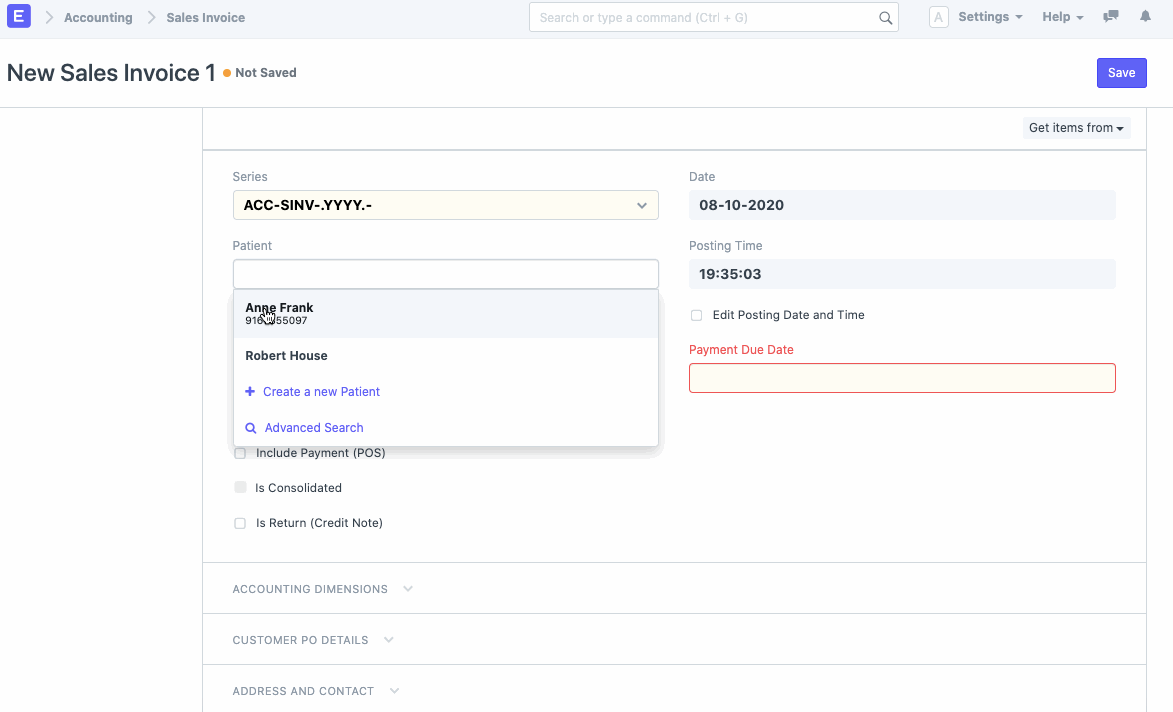 E Accounting Sales Invoice Search or type a command (Ctrl + G) A Settings Help
New Sales Invoice 1 Not Saved Save
Get items from
Series Date
ACC-SINV-.YYYY.- 08-10-2020
Patient Posting Time
19:35:03
Anne Frank
Edit Posting Date and Time
Robert House Payment Due Date
Create a new Patient
Advanced Search
Include Payment (POS)
Is Consolidated
Is Return (Credit Note)
ACCOUNTING DIMENSIONS
CUSTOMER PO DETAILS
ADDRESS AND CONTACT